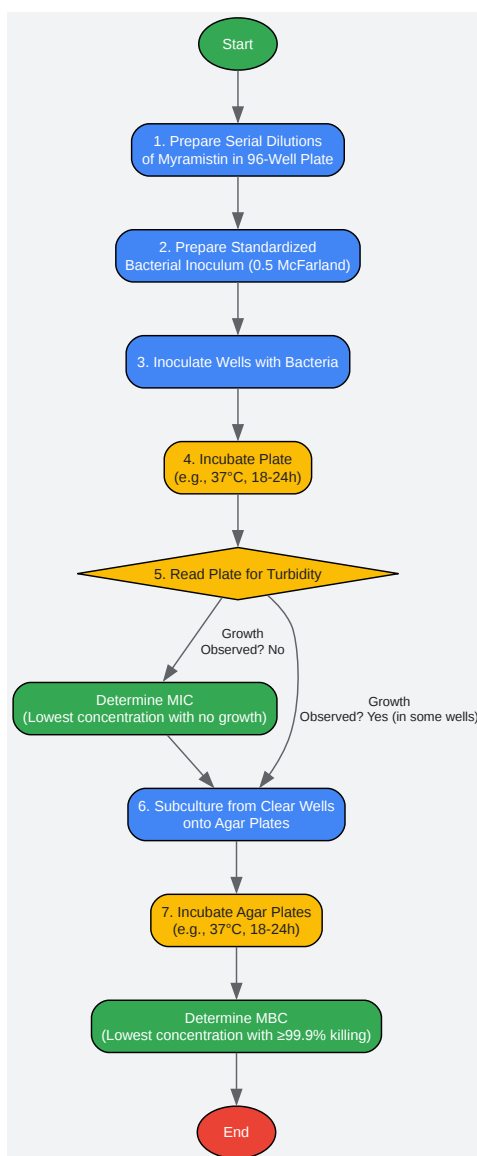 Start
1. Prepare Serial Dilutions
of Myramistin in 96-Well Plate
2. Prepare Standardized
Bacterial Inoculum (0.5 McFarland)
3. Inoculate Wells with Bacteria
4. Incubate Plate
(e.g., 37°C, 18-24h)
5. Read Plate for Turbidity
Growth
Observed? No
Determine MIC
(Lowest concentration with no growth)
Growth
Observed? Yes (in some wells)
6. Subculture from Clear Wells
onto Agar Plates
7. Incubate Agar Plates
(e.g., 37°C, 18-24h)
Determine MBC
(Lowest concentration with ≥99.9% killing)
End